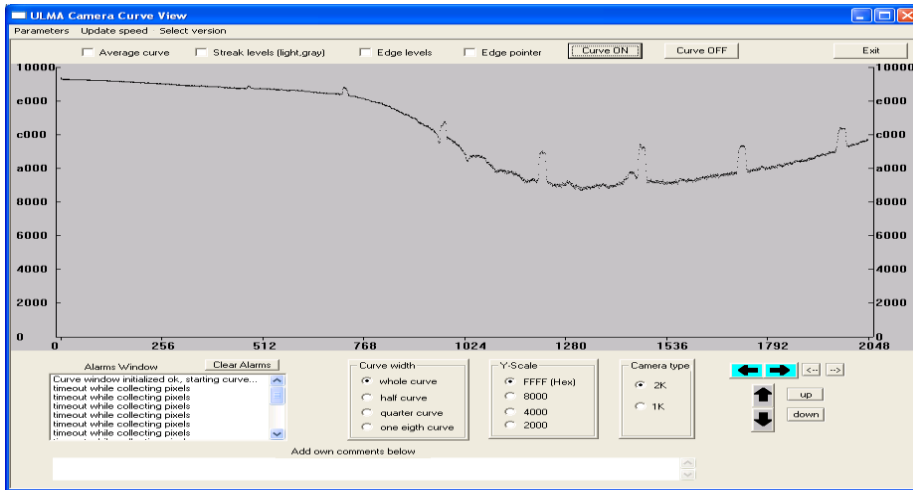 ULMA Camera Curve View
Parameters Update speed Select version
Average curve Streak levels (light,gray) Edge levels Edge pointer Curve ON Curve OFF Exit
10000 10000
e000 e000
c000 c000
a000 a000
8000 8000
6000 6000
4000 4000
2000 2000
0 0
0 256 512 768 1024 1280 1536 1792 2048
Alarms Window Clear Alarms Curve width Y-Scale Camera type
Curve window initialized ok, starting curve...
timeout while collecting pixels
timeout while collecting pixels
timeout while collecting pixels
timeout while collecting pixels
timeout while collecting pixels
timeout while collecting pixels
whole curve FFFF (Hex) 2K <-- -->
half curve 8000 1K up
quarter curve 4000 down
one eigth curve 2000
Add own comments below